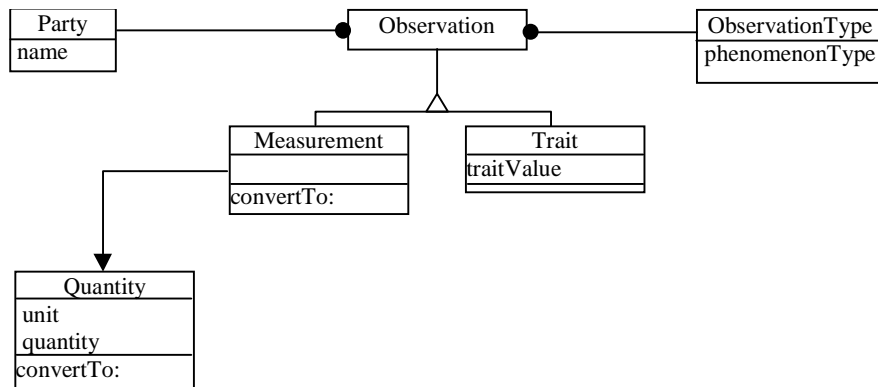 Party
name
Observation
ObservationType
phenomenonType
Measurement
convertTo:
Trait
traitValue
Quantity
unit
quantity
convertTo: